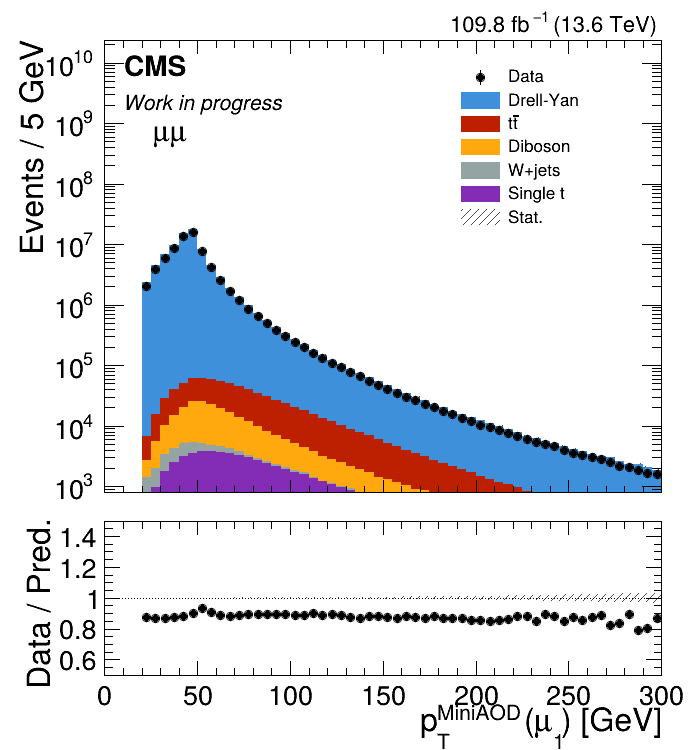 109.8 fb⁻¹ (13.6 TeV)
Events / 5 GeV
10¹⁰
10⁹
10⁸
10⁷
10⁶
10⁵
10⁴
10³
CMS
Work in progress
μμ
Data
Drell-Yan
tt̄
Diboson
W+jets
Single t
Stat.
Data / Pred.
1.4
1.2
1
0.8
0.6
0 50 100 150 200 250 300
p_T^MiniAOD(μ₁) [GeV]